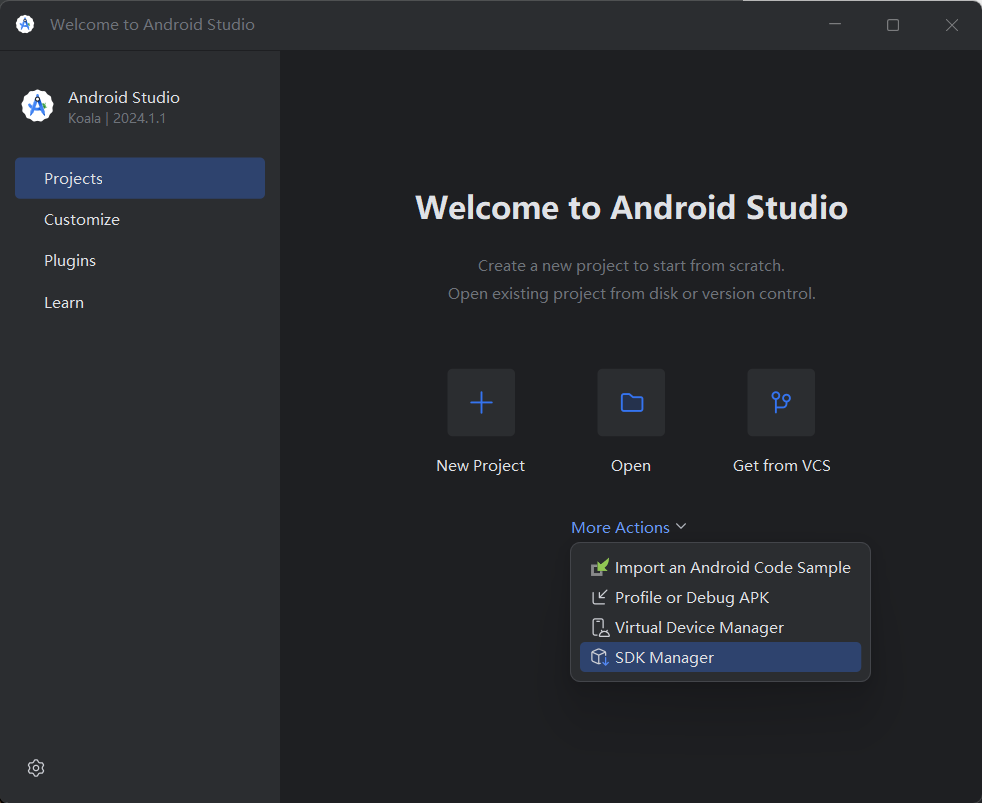 Welcome to Android Studio
Android Studio
Koala | 2024.1.1
Projects
Customize
Plugins
Learn
Welcome to Android Studio
Create a new project to start from scratch.
Open existing project from disk or version control.
New Project
Open
Get from VCS
More Actions
Import an Android Code Sample
Profile or Debug APK
Virtual Device Manager
SDK Manager